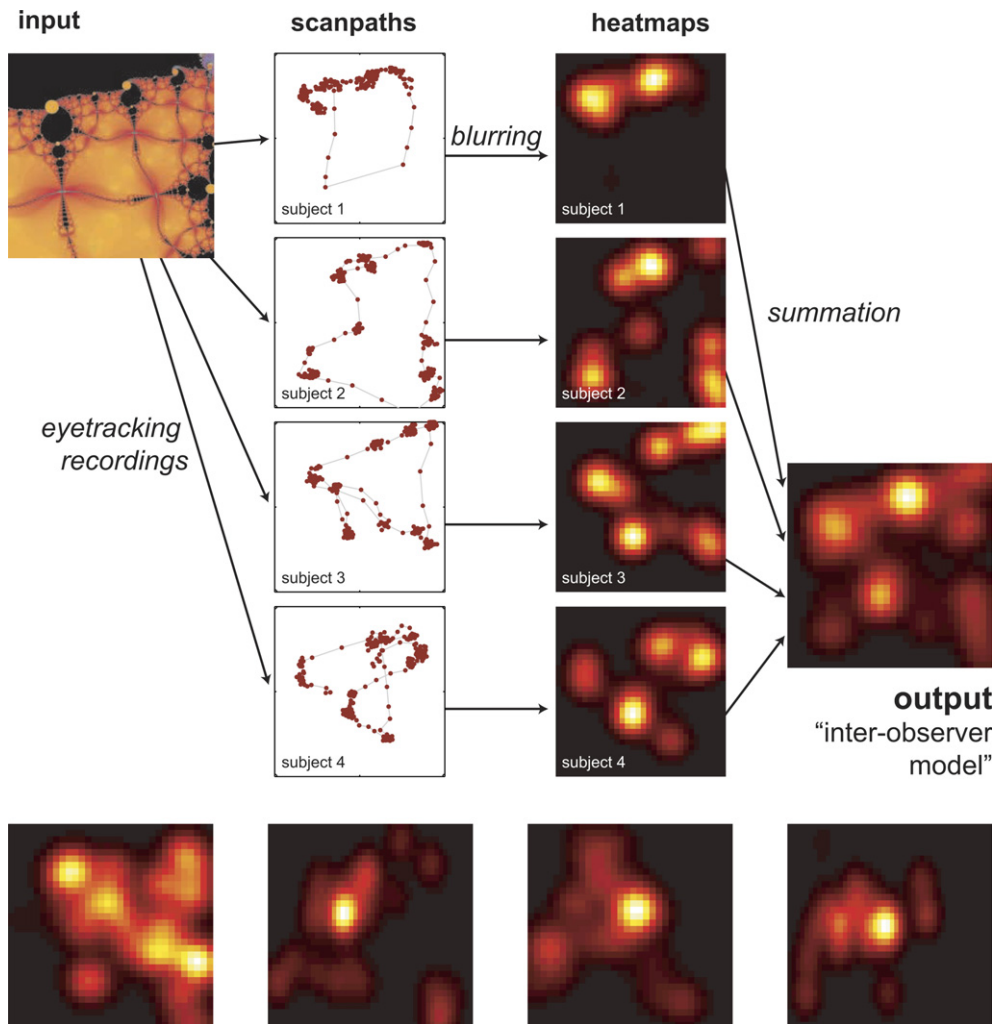 input
scanpaths
heatmaps
blurring
subject 1
subject 1
summation
subject 2
subject 2
eyetracking
recordings
subject 3
subject 3
output
“inter-observer
model”
subject 4
subject 4